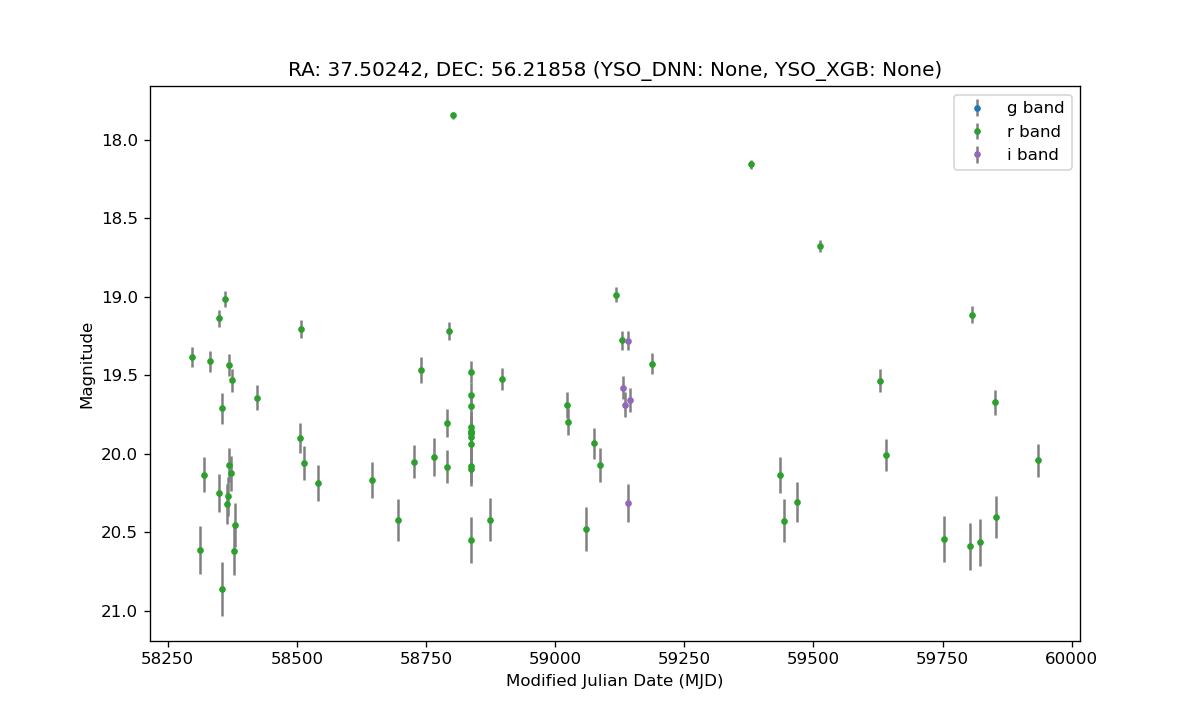 RA: 37.50242, DEC: 56.21858 (YSO_DNN: None, YSO_XGB: None)
g band
r band
i band
18.0
18.5
19.0
19.5
20.0
20.5
21.0
Magnitude
58250 58500 58750 59000 59250 59500 59750 60000
Modified Julian Date (MJD)